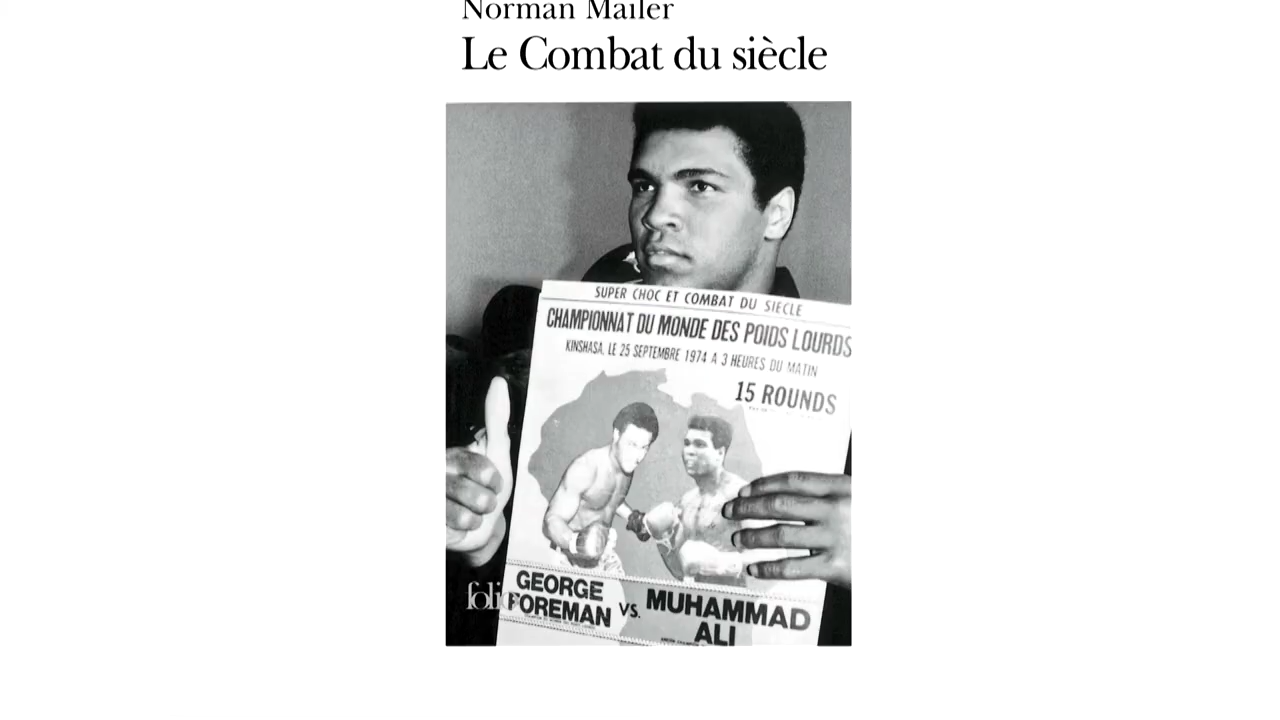 Norman Mailer
Le Combat du siècle
SUPER CHOC ET COMBAT DU SIECLE
CHAMPIONNAT DU MONDE DES POIDS LOURDS
KINSHASA, LE 25 SEPTEMBRE 1974 A 3 HEURES DU MATIN
15 ROUNDS
GEORGE
FOREMAN
VS.
MUHAMMAD
ALI
folio